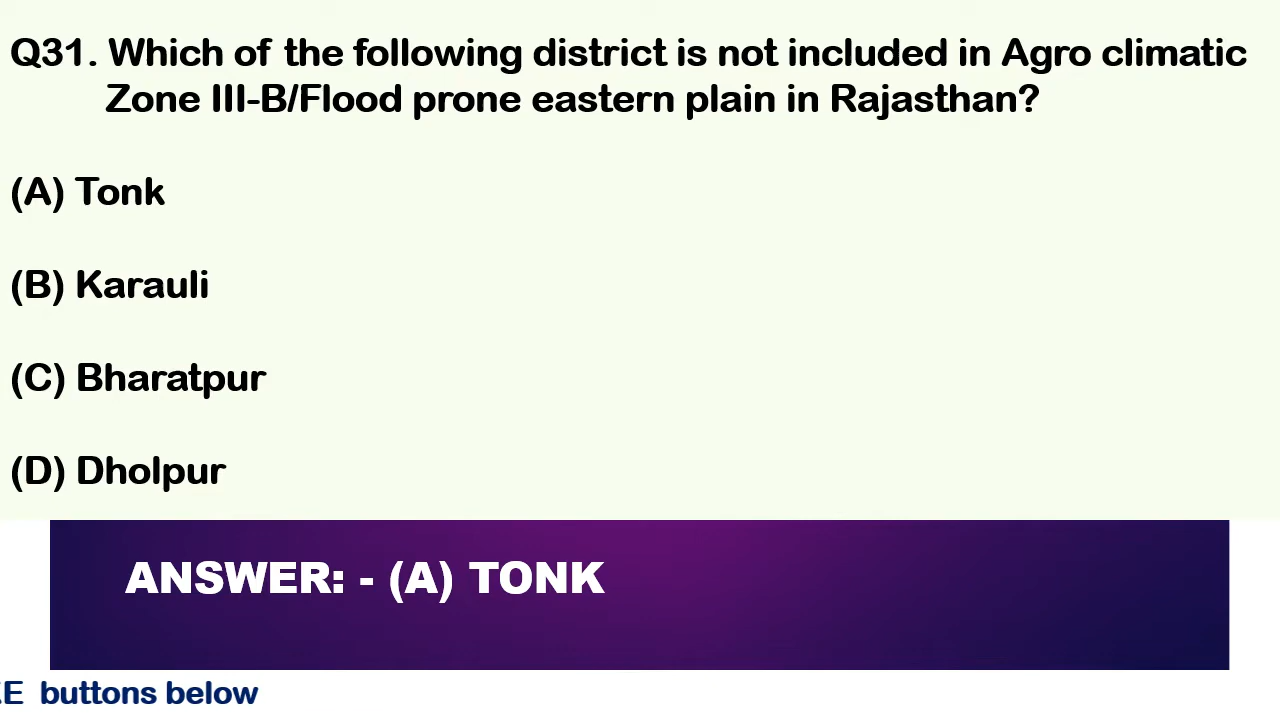 Q31. Which of the following district is not included in Agro climatic
Zone III-B/Flood prone eastern plain in Rajasthan?
(A) Tonk
(B) Karauli
(C) Bharatpur
(D) Dholpur
ANSWER: - (A) TONK
E buttons below